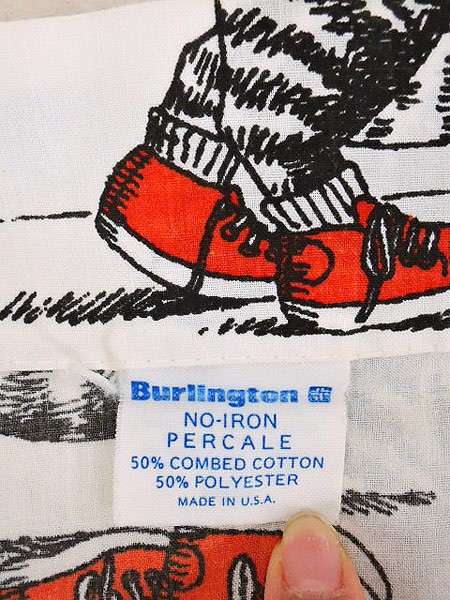 Burlington
NO-IRON
PERCALE
50% COMBED COTTON
50% POLYESTER
MADE IN U.S.A.